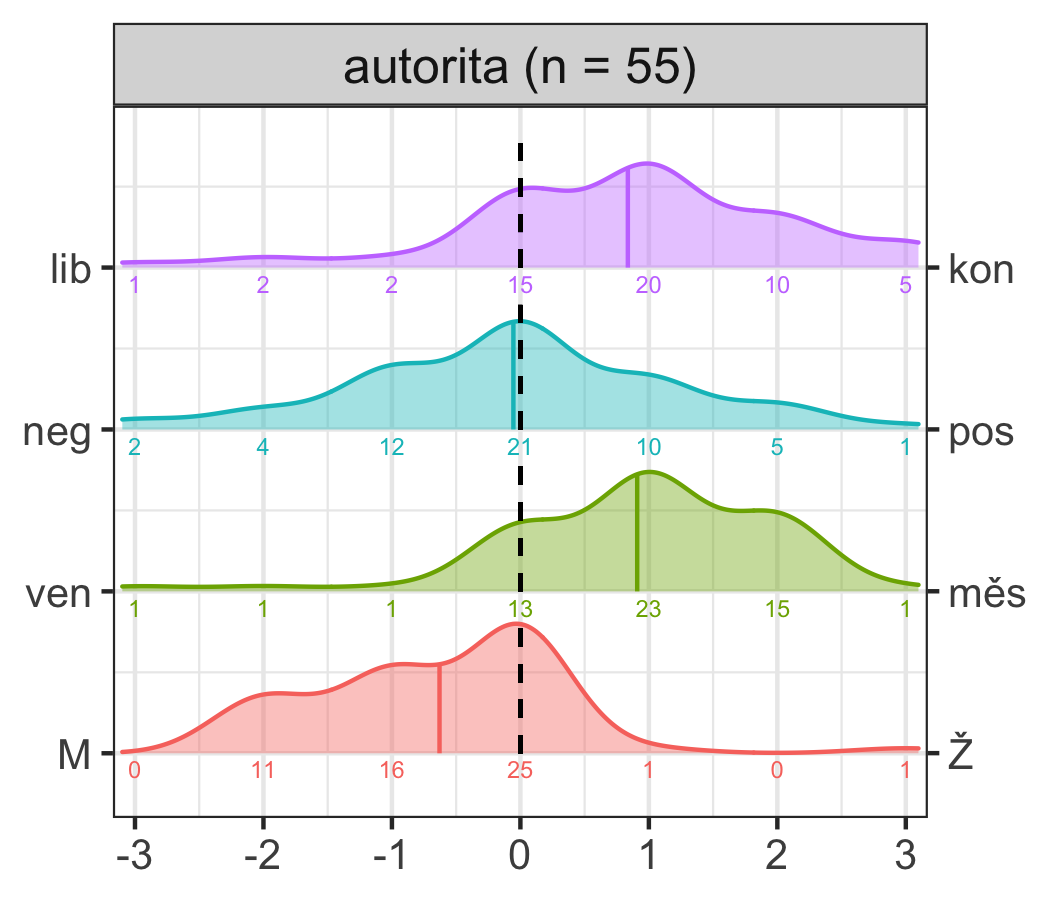 autorita (n = 55)
lib kon
1 2 2 15 20 10 5
neg pos
2 4 12 21 10 5 1
ven měs
1 1 1 13 23 15 1
M Ž
0 11 16 25 1 0 1
-3 -2 -1 0 1 2 3